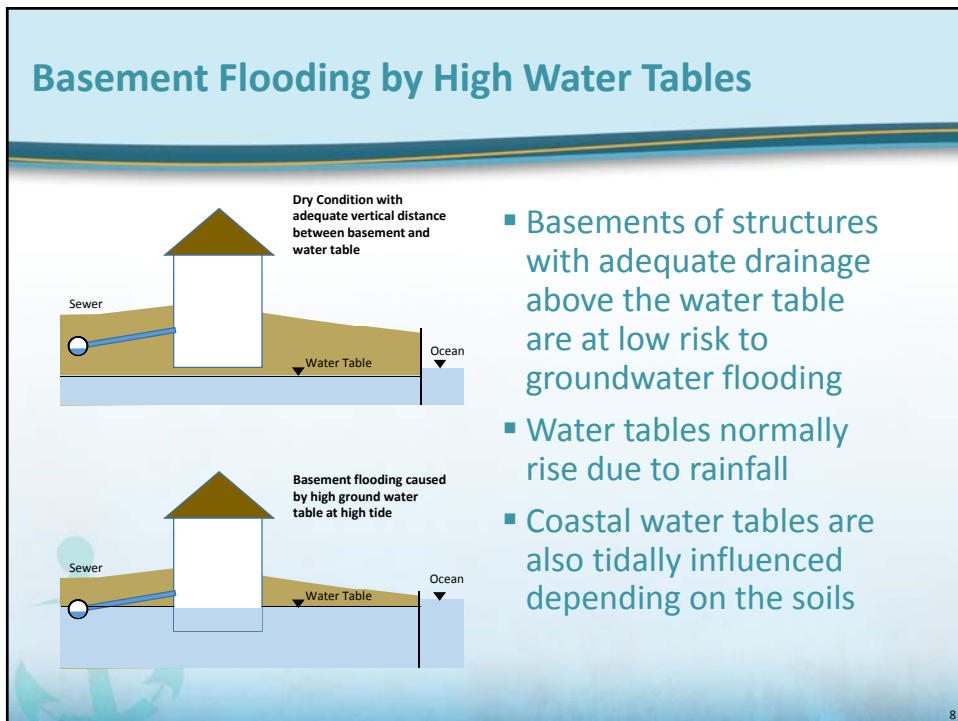 Basement Flooding by High Water Tables
Dry Condition with
adequate vertical distance
between basement and
water table
Sewer
Water Table
Ocean
Basement flooding caused
by high ground water
table at high tide
Sewer
Water Table
Ocean
▪ Basements of structures
with adequate drainage
above the water table
are at low risk to
groundwater flooding
▪ Water tables normally
rise due to rainfall
▪ Coastal water tables are
also tidally influenced
depending on the soils
8